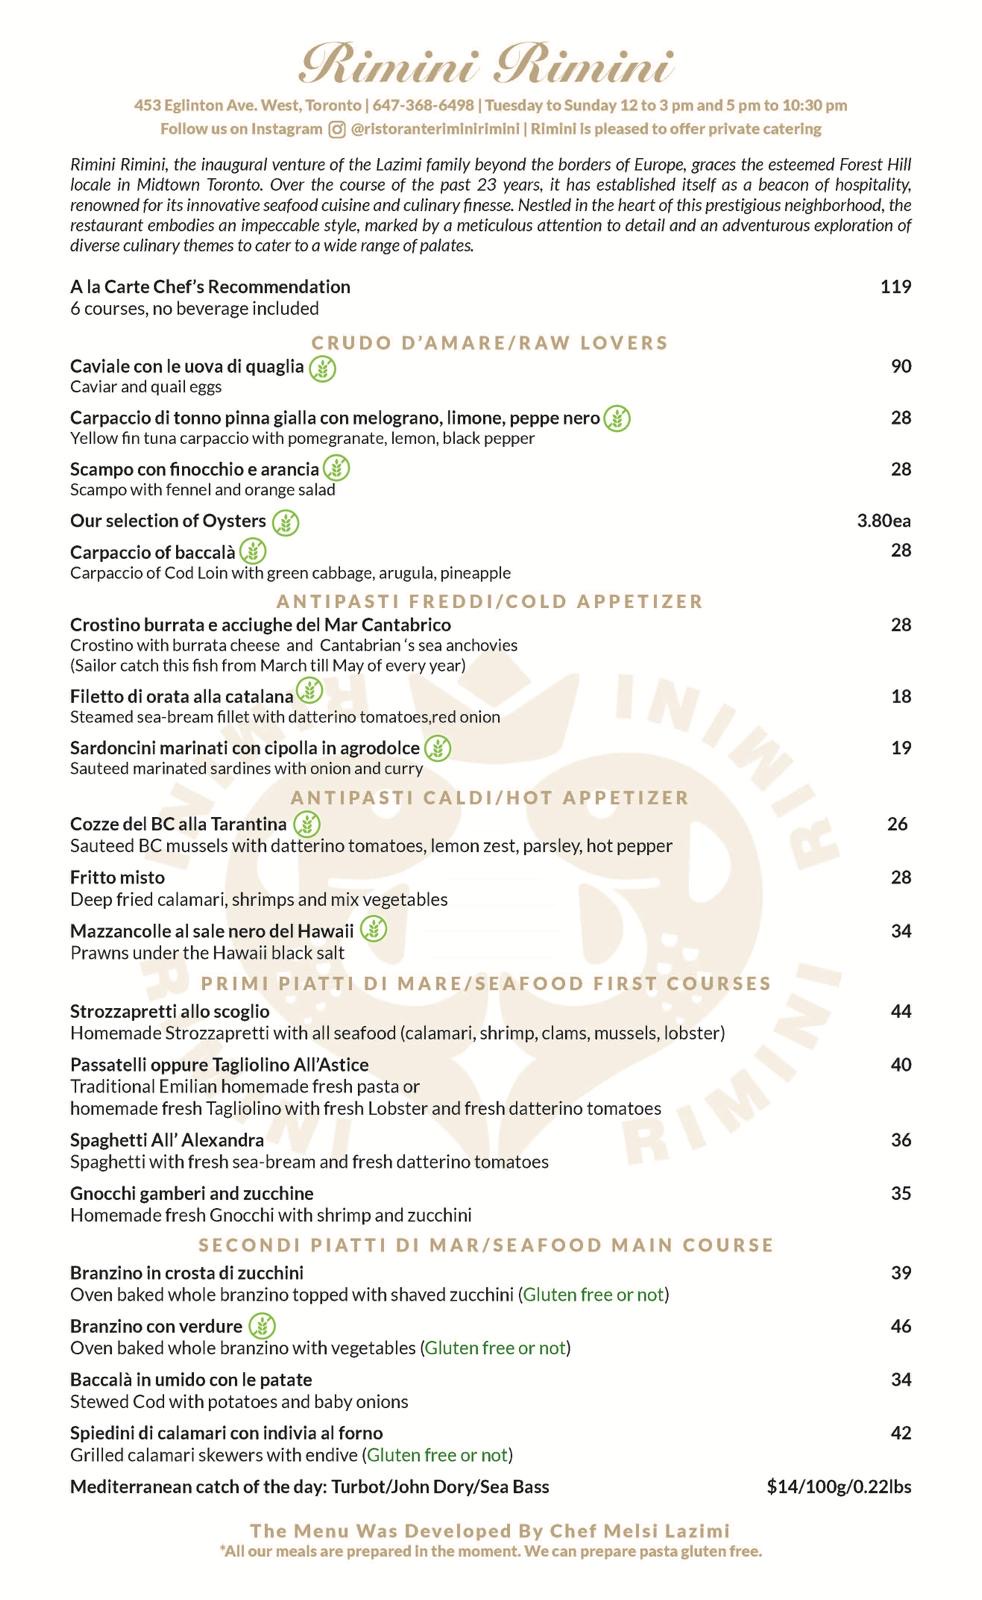 Rimini Rimini
453 Eglinton Ave. West, Toronto | 647-368-6498 | Tuesday to Sunday 12 to 3 pm and 5 pm to 10:30 pm
Follow us on Instagram @ristoranteriminirimini | Rimini is pleased to offer private catering
Rimini Rimini, the inaugural venture of the Lazimi family beyond the borders of Europe, graces the esteemed Forest Hill
locale in Midtown Toronto. Over the course of the past 23 years, it has established itself as a beacon of hospitality,
renowned for its innovative seafood cuisine and culinary finesse. Nestled in the heart of this prestigious neighborhood, the
restaurant embodies an impeccable style, marked by a meticulous attention to detail and an adventurous exploration of
diverse culinary themes to cater to a wide range of palates.
A la Carte Chef's Recommendation 119
6 courses, no beverage included
CRUDO D'AMARE/RAW LOVERS
Caviale con le uova di quaglia 90
Caviar and quail eggs
Carpaccio di tonno pinna gialla con melograno, limone, peppe nero 28
Yellow fin tuna carpaccio with pomegranate, lemon, black pepper
Scampo con finocchio e arancia 28
Scampo with fennel and orange salad
Our selection of Oysters 3.80ea
Carpaccio of baccalà 28
Carpaccio of Cod Loin with green cabbage, arugula, pineapple
ANTIPASTI FREDDI/COLD APPETIZER
Crostino burrata e acciughe del Mar Cantabrico 28
Crostino with burrata cheese and Cantabrian 's sea anchovies
(Sailor catch this fish from March till May of every year)
Filetto di orata alla catalana 18
Steamed sea-bream fillet with datterino tomatoes,red onion
Sardoncini marinati con cipolla in agrodolce 19
Sauteed marinated sardines with onion and curry
ANTIPASTI CALDI/HOT APPETIZER
Cozze del BC alla Tarantina 26
Sauteed BC mussels with datterino tomatoes, lemon zest, parsley, hot pepper
Fritto misto 28
Deep fried calamari, shrimps and mix vegetables
Mazzancolle al sale nero del Hawaii 34
Prawns under the Hawaii black salt
PRIMI PIATTI DI MARE/SEAFOOD FIRST COURSES
Strozzapretti allo scoglio 44
Homemade Strozzapretti with all seafood (calamari, shrimp, clams, mussels, lobster)
Passatelli oppure Tagliolino All'Astice 40
Traditional Emilian homemade fresh pasta or
homemade fresh Tagliolino with fresh Lobster and fresh datterino tomatoes
Spaghetti All' Alexandra 36
Spaghetti with fresh sea-bream and fresh datterino tomatoes
Gnocchi gamberi and zucchine 35
Homemade fresh Gnocchi with shrimp and zucchini
SECONDI PIATTI DI MAR/SEAFOOD MAIN COURSE
Branzino in crosta di zucchini 39
Oven baked whole branzino topped with shaved zucchini (Gluten free or not)
Branzino con verdure 46
Oven baked whole branzino with vegetables (Gluten free or not)
Baccalà in umido con le patate 34
Stewed Cod with potatoes and baby onions
Spiedini di calamari con indivia al forno 42
Grilled calamari skewers with endive (Gluten free or not)
Mediterranean catch of the day: Turbot/John Dory/Sea Bass $14/100g/0.22lbs
The Menu Was Developed By Chef Melsi Lazimi
*All our meals are prepared in the moment. We can prepare pasta gluten free.
RIMINI RIMINI
RIMINI RIMINI